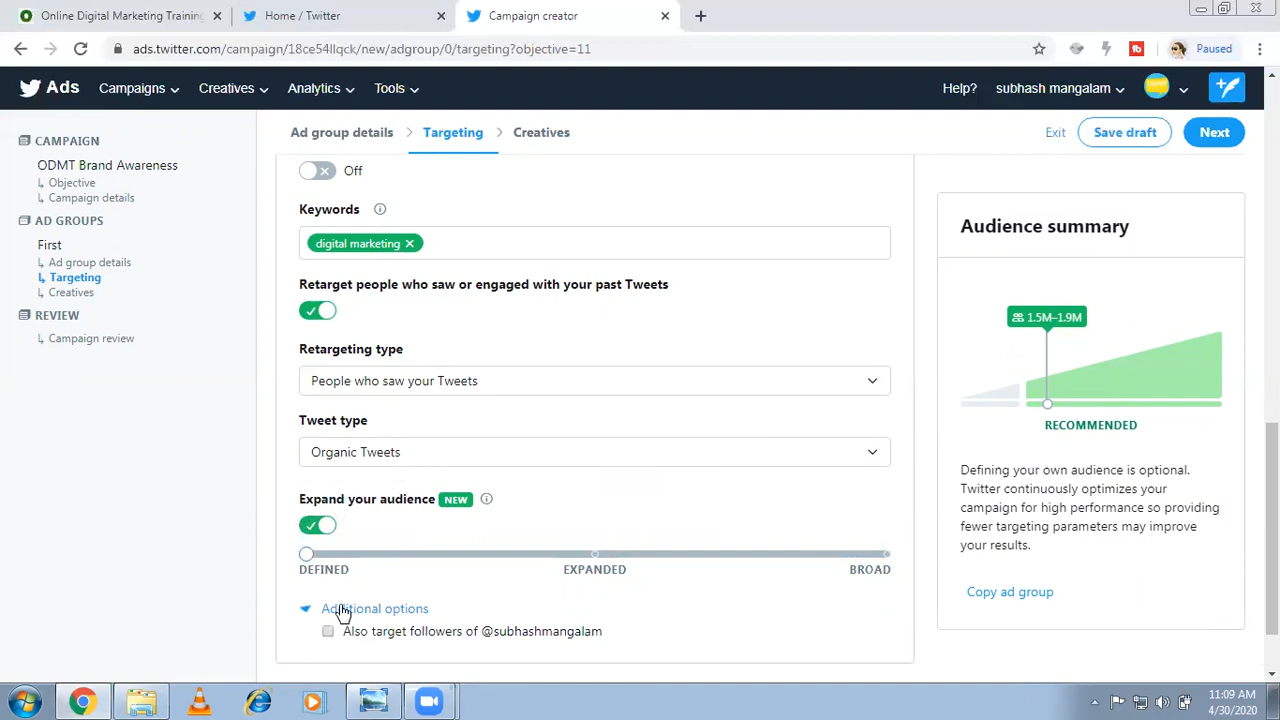 Online Digital Marketing Training
Home / Twitter
Campaign creator
ads.twitter.com/campaign/18ce54llqck/new/adgroup/0/targeting?objective=11
Paused
Ads
Campaigns
Creatives
Analytics
Tools
Help?
subhash mangalam
CAMPAIGN
ODMT Brand Awareness
Objective
Campaign details
AD GROUPS
First
Ad group details
Targeting
Creatives
REVIEW
Campaign review
Ad group details
Targeting
Creatives
Exit
Save draft
Next
Off
Keywords
digital marketing
Retarget people who saw or engaged with your past Tweets
Retargeting type
People who saw your Tweets
Tweet type
Organic Tweets
Expand your audience NEW
DEFINED
EXPANDED
BROAD
Additional options
Also target followers of @subhashmangalam
Audience summary
1.5M–1.9M
RECOMMENDED
Defining your own audience is optional.
Twitter continuously optimizes your
campaign for high performance so providing
fewer targeting parameters may improve
your results.
Copy ad group
11:09 AM
4/30/2020